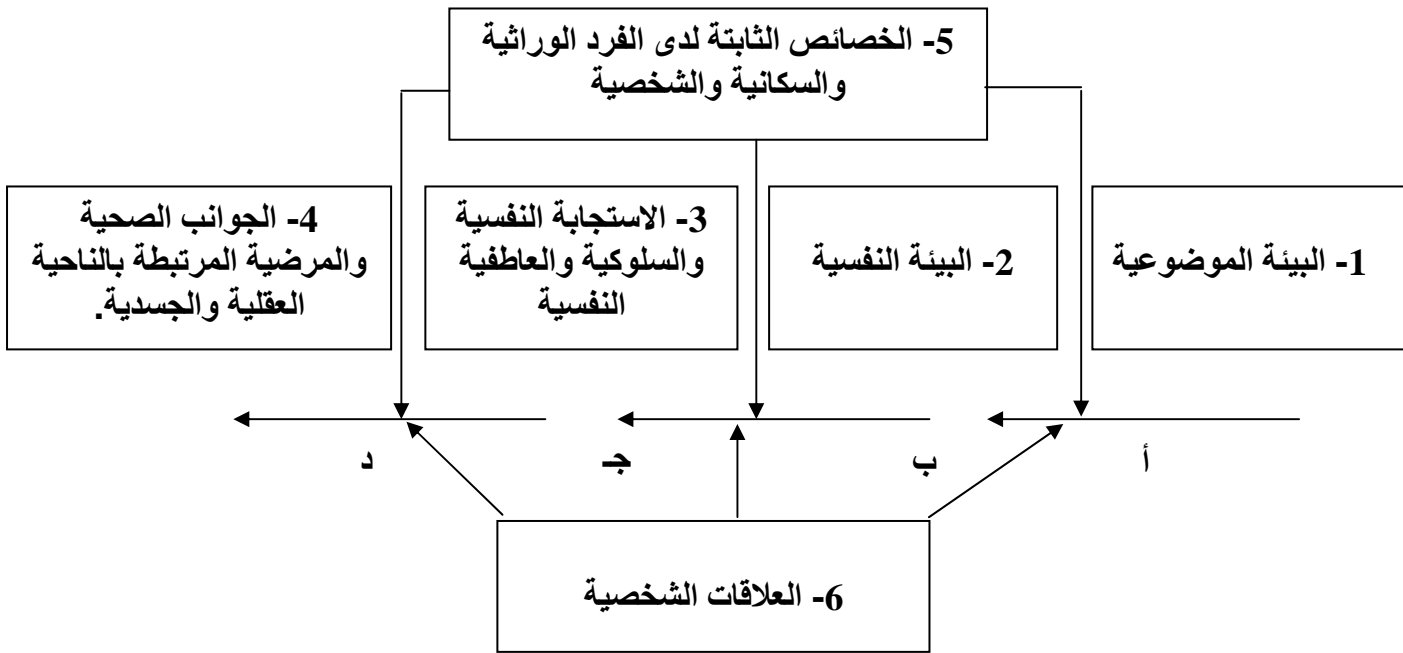 5- الخصائص الثابتة لدى الفرد الوراثية
والسكانية والشخصية
1- البيئة الموضوعية
2- البيئة النفسية
3- الاستجابة النفسية
والسلوكية والعاطفية
النفسية
4- الجوانب الصحية
والمرضية المرتبطة بالناحية
العقلية والجسدية.
أ
ب
جـ
د
6- العلاقات الشخصية